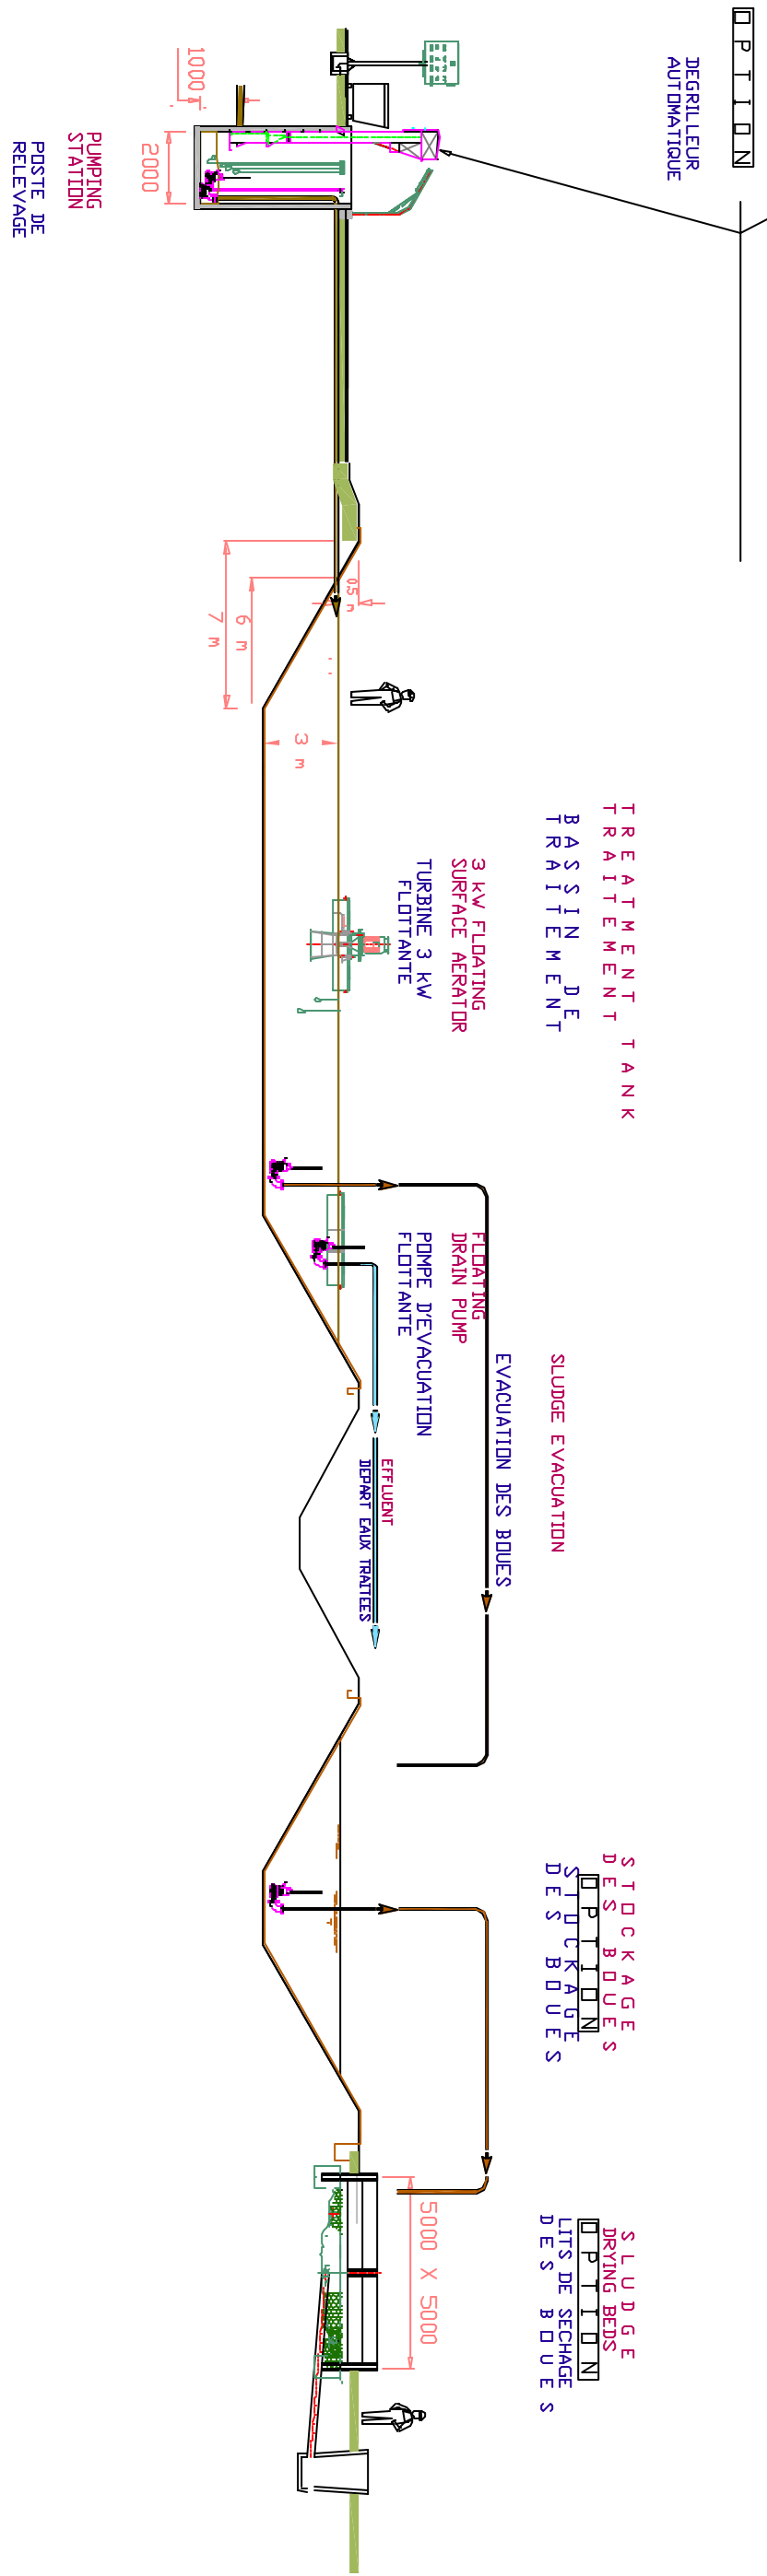 OPTION
DEGRILLEUR
AUTOMATIQUE
1000
2000
PUMPING
STATION
POSTE DE
RELEVAGE
0.5 m
6 m
7 m
3 m
TREATMENT TANK
TRAITEMENT
BASSIN DE
TRAITEMENT
3 kW FLOATING
SURFACE AERATOR
TURBINE 3 kW
FLOTTANTE
FLOATING
DRAIN PUMP
POMPE D'EVACUATION
FLOTTANTE
SLUDGE EVACUATION
EVACUATION DES BOUES
EFFLUENT
DEPART EAUX TRAITEES
STOCKAGE
DES BOUES
OPTION
STOCKAGE
DES BOUES
SLUDGE
DRYING BEDS
OPTION
LITS DE SECHAGE
DES BOUES
5000 X 5000